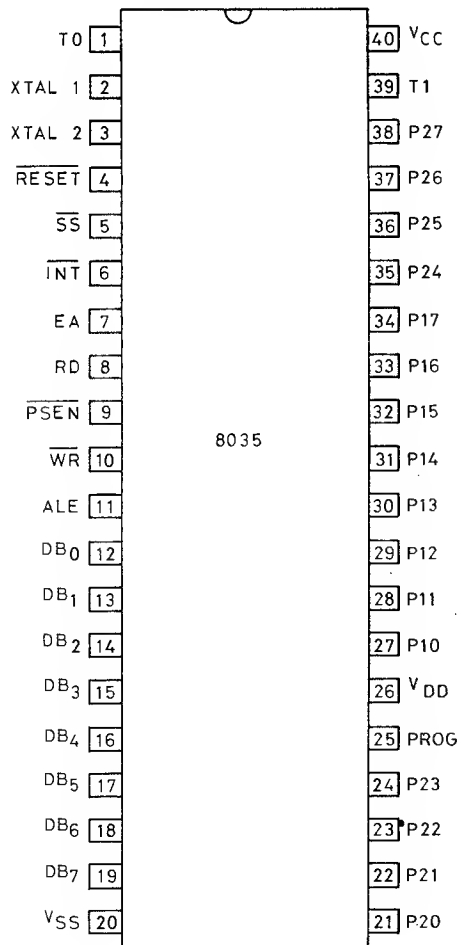 T0 1 40 VCC
XTAL 1 2 39 T1
XTAL 2 3 38 P27
RESET 4 37 P26
SS 5 36 P25
INT 6 35 P24
EA 7 34 P17
RD 8 33 P16
PSEN 9 32 P15
8035
WR 10 31 P14
ALE 11 30 P13
DB0 12 29 P12
DB1 13 28 P11
DB2 14 27 P10
DB3 15 26 VDD
DB4 16 25 PROG
DB5 17 24 P23
DB6 18 23 P22
DB7 19 22 P21
VSS 20 21 P20